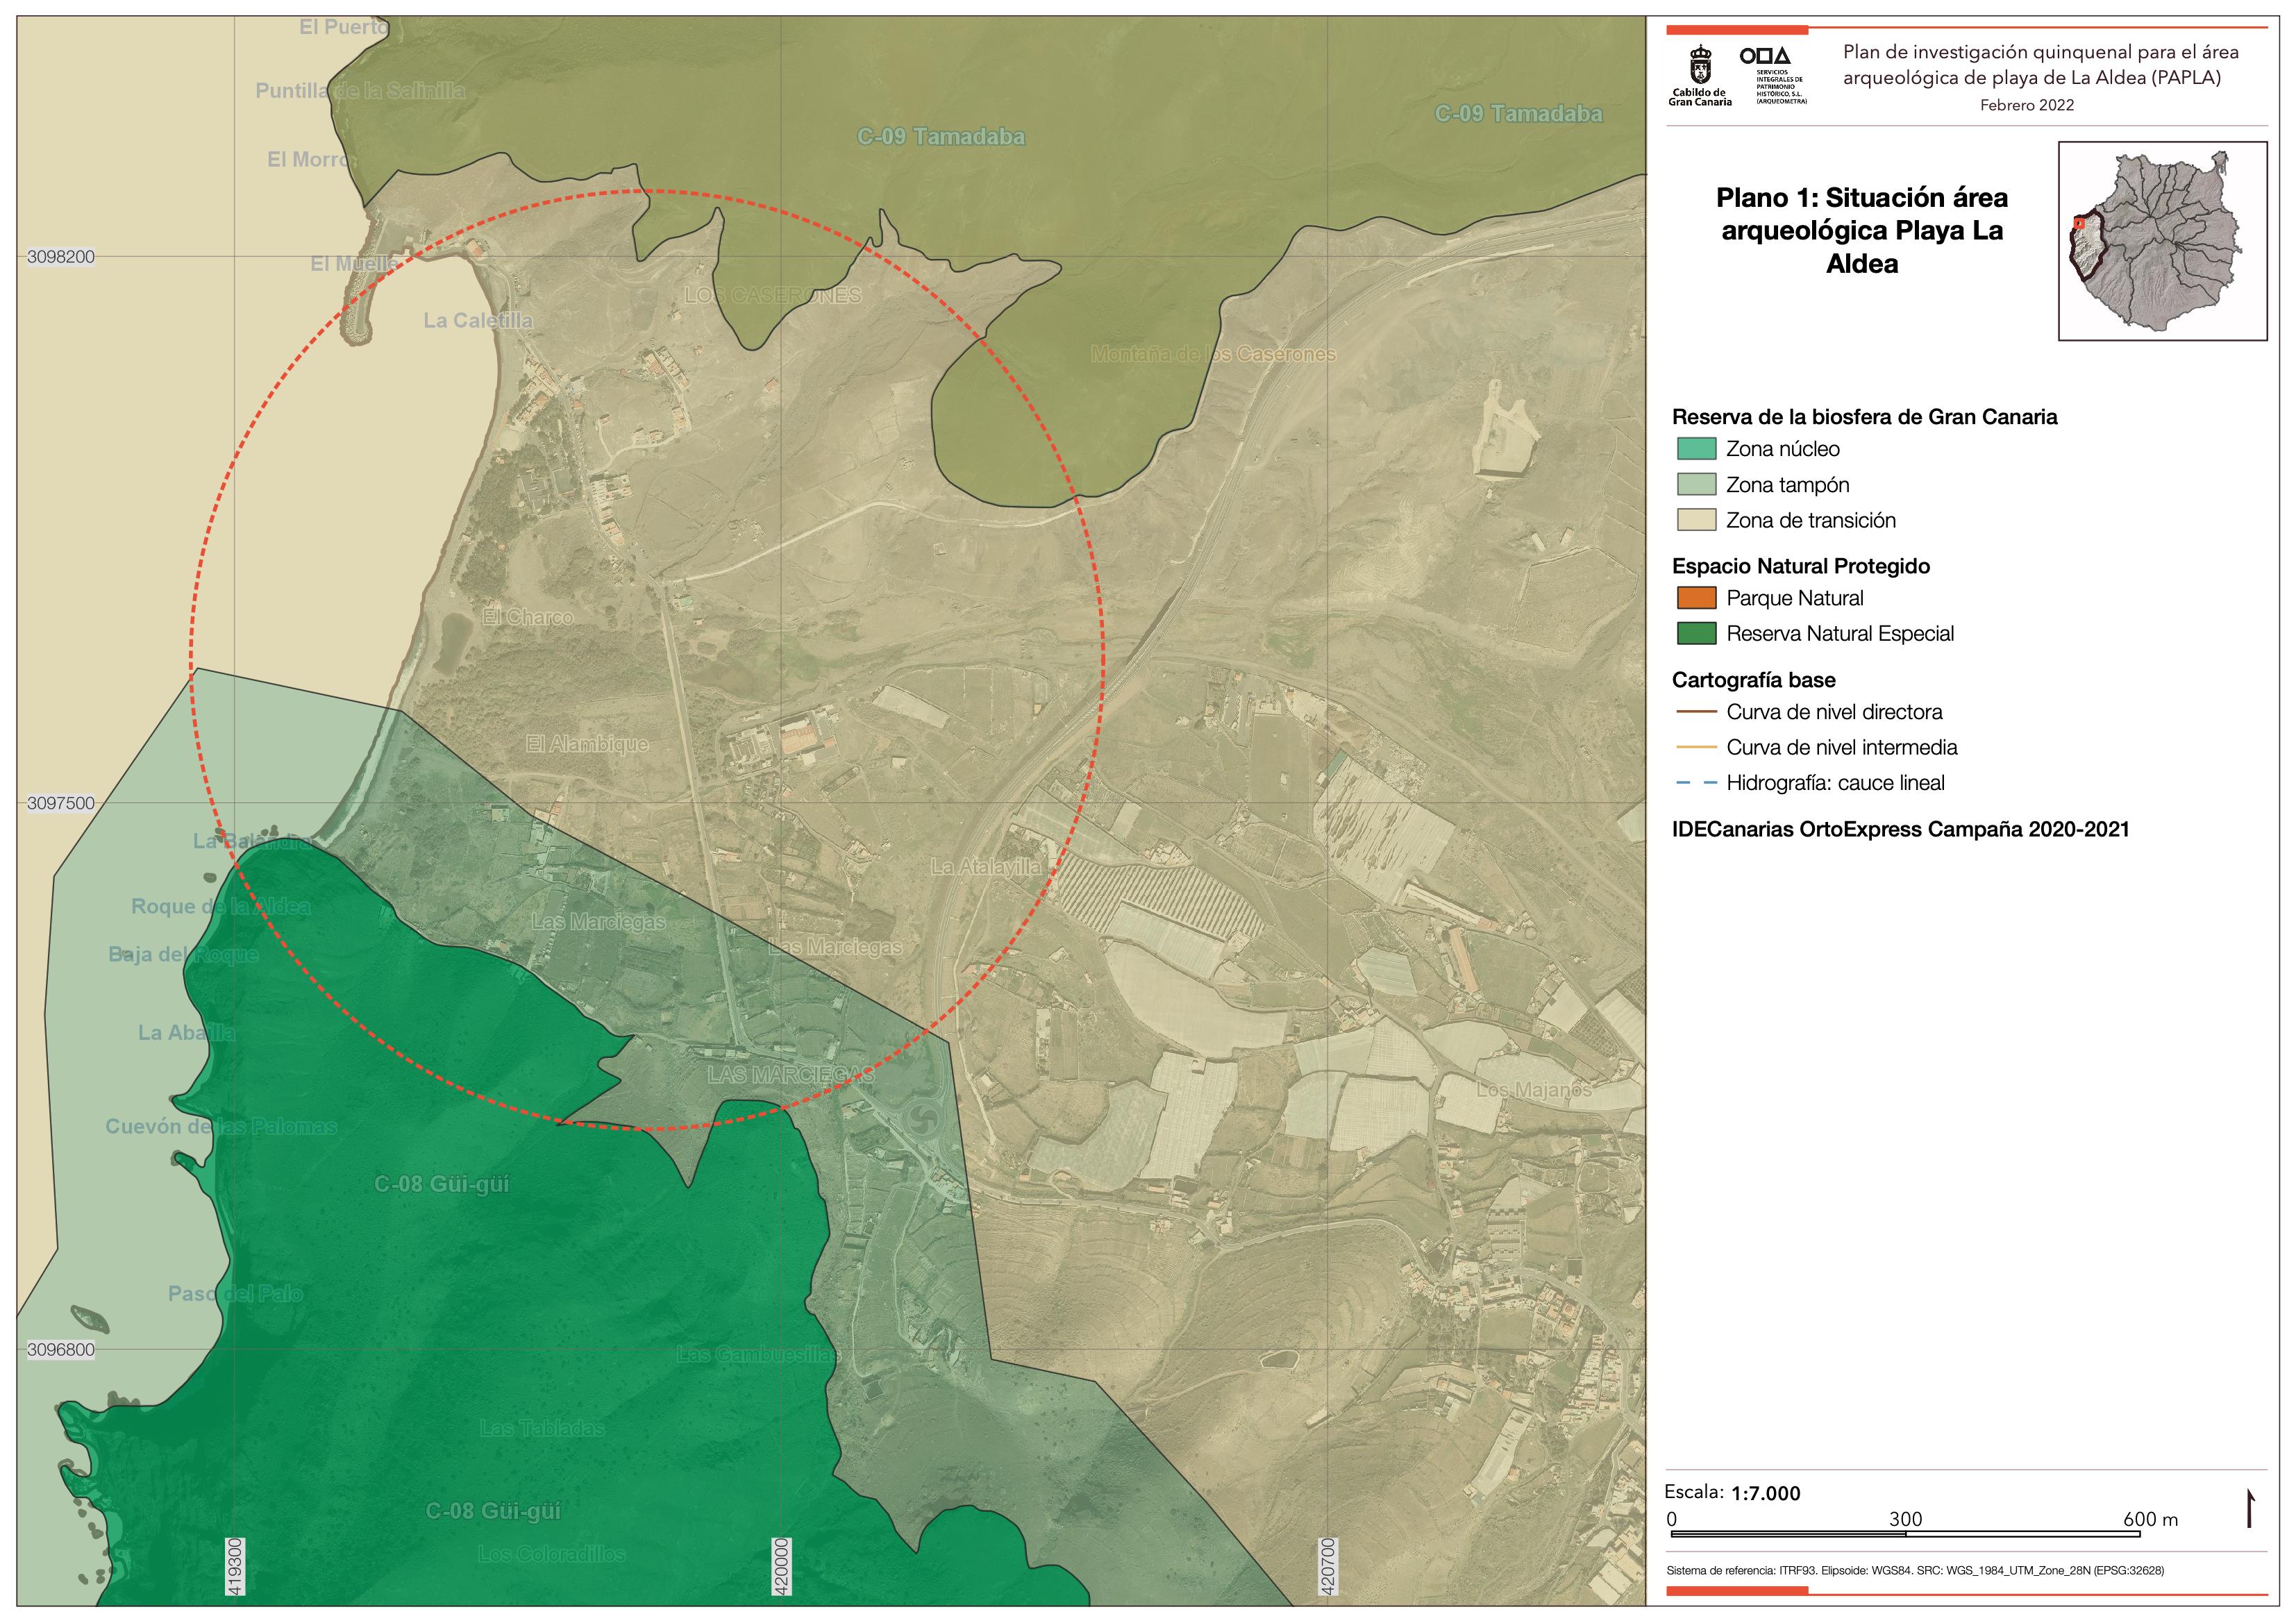 El Puerto
Puntilla de la Salinilla
C-09 Tamadaba
C-09 Tamadaba
El Morro
3098200
El Muelle
LOS CASERONES
La Caletilla
Montaña de los Caserones
El Charco
El Alambique
3097500
La Balandra
La Atalayilla
Roque de la Aldea
Las Marciegas
Las Marciegas
Baja del Roque
La Abailla
LAS MARCIEGAS
Los Majanos
Cuevón de las Palomas
C-08 Güi-güí
Paso del Palo
3096800
Las Gambuesillas
Las Tabladas
C-08 Güi-güí
Los Coloradillos
419300
420000
420700
Cabildo de
Gran Canaria
SERVICIOS
INTEGRALES DE
PATRIMONIO
HISTÓRICO, S.L.
(ARQUEOMETRA)
Plan de investigación quinquenal para el área
arqueológica de playa de La Aldea (PAPLA)
Febrero 2022
Plano 1: Situación área
arqueológica Playa La
Aldea
Reserva de la biosfera de Gran Canaria
Zona núcleo
Zona tampón
Zona de transición
Espacio Natural Protegido
Parque Natural
Reserva Natural Especial
Cartografía base
Curva de nivel directora
Curva de nivel intermedia
Hidrografía: cauce lineal
IDECanarias OrtoExpress Campaña 2020-2021
Escala: 1:7.000
0 300 600 m
Sistema de referencia: ITRF93. Elipsoide: WGS84. SRC: WGS_1984_UTM_Zone_28N (EPSG:32628)